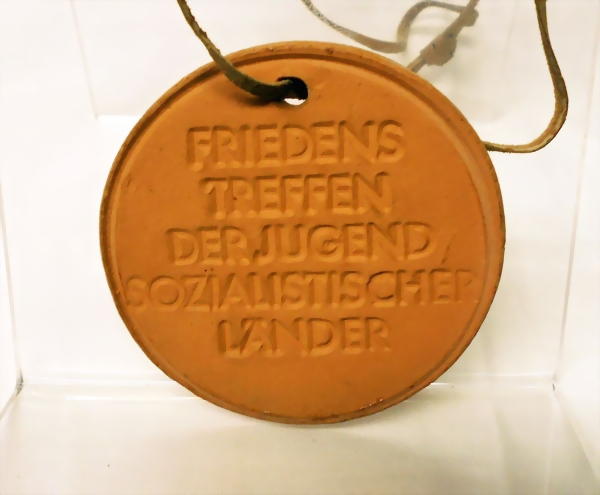 FRIEDENS
TREFFEN
DER JUGEND
SOZIALISTISCHER
LÄNDER